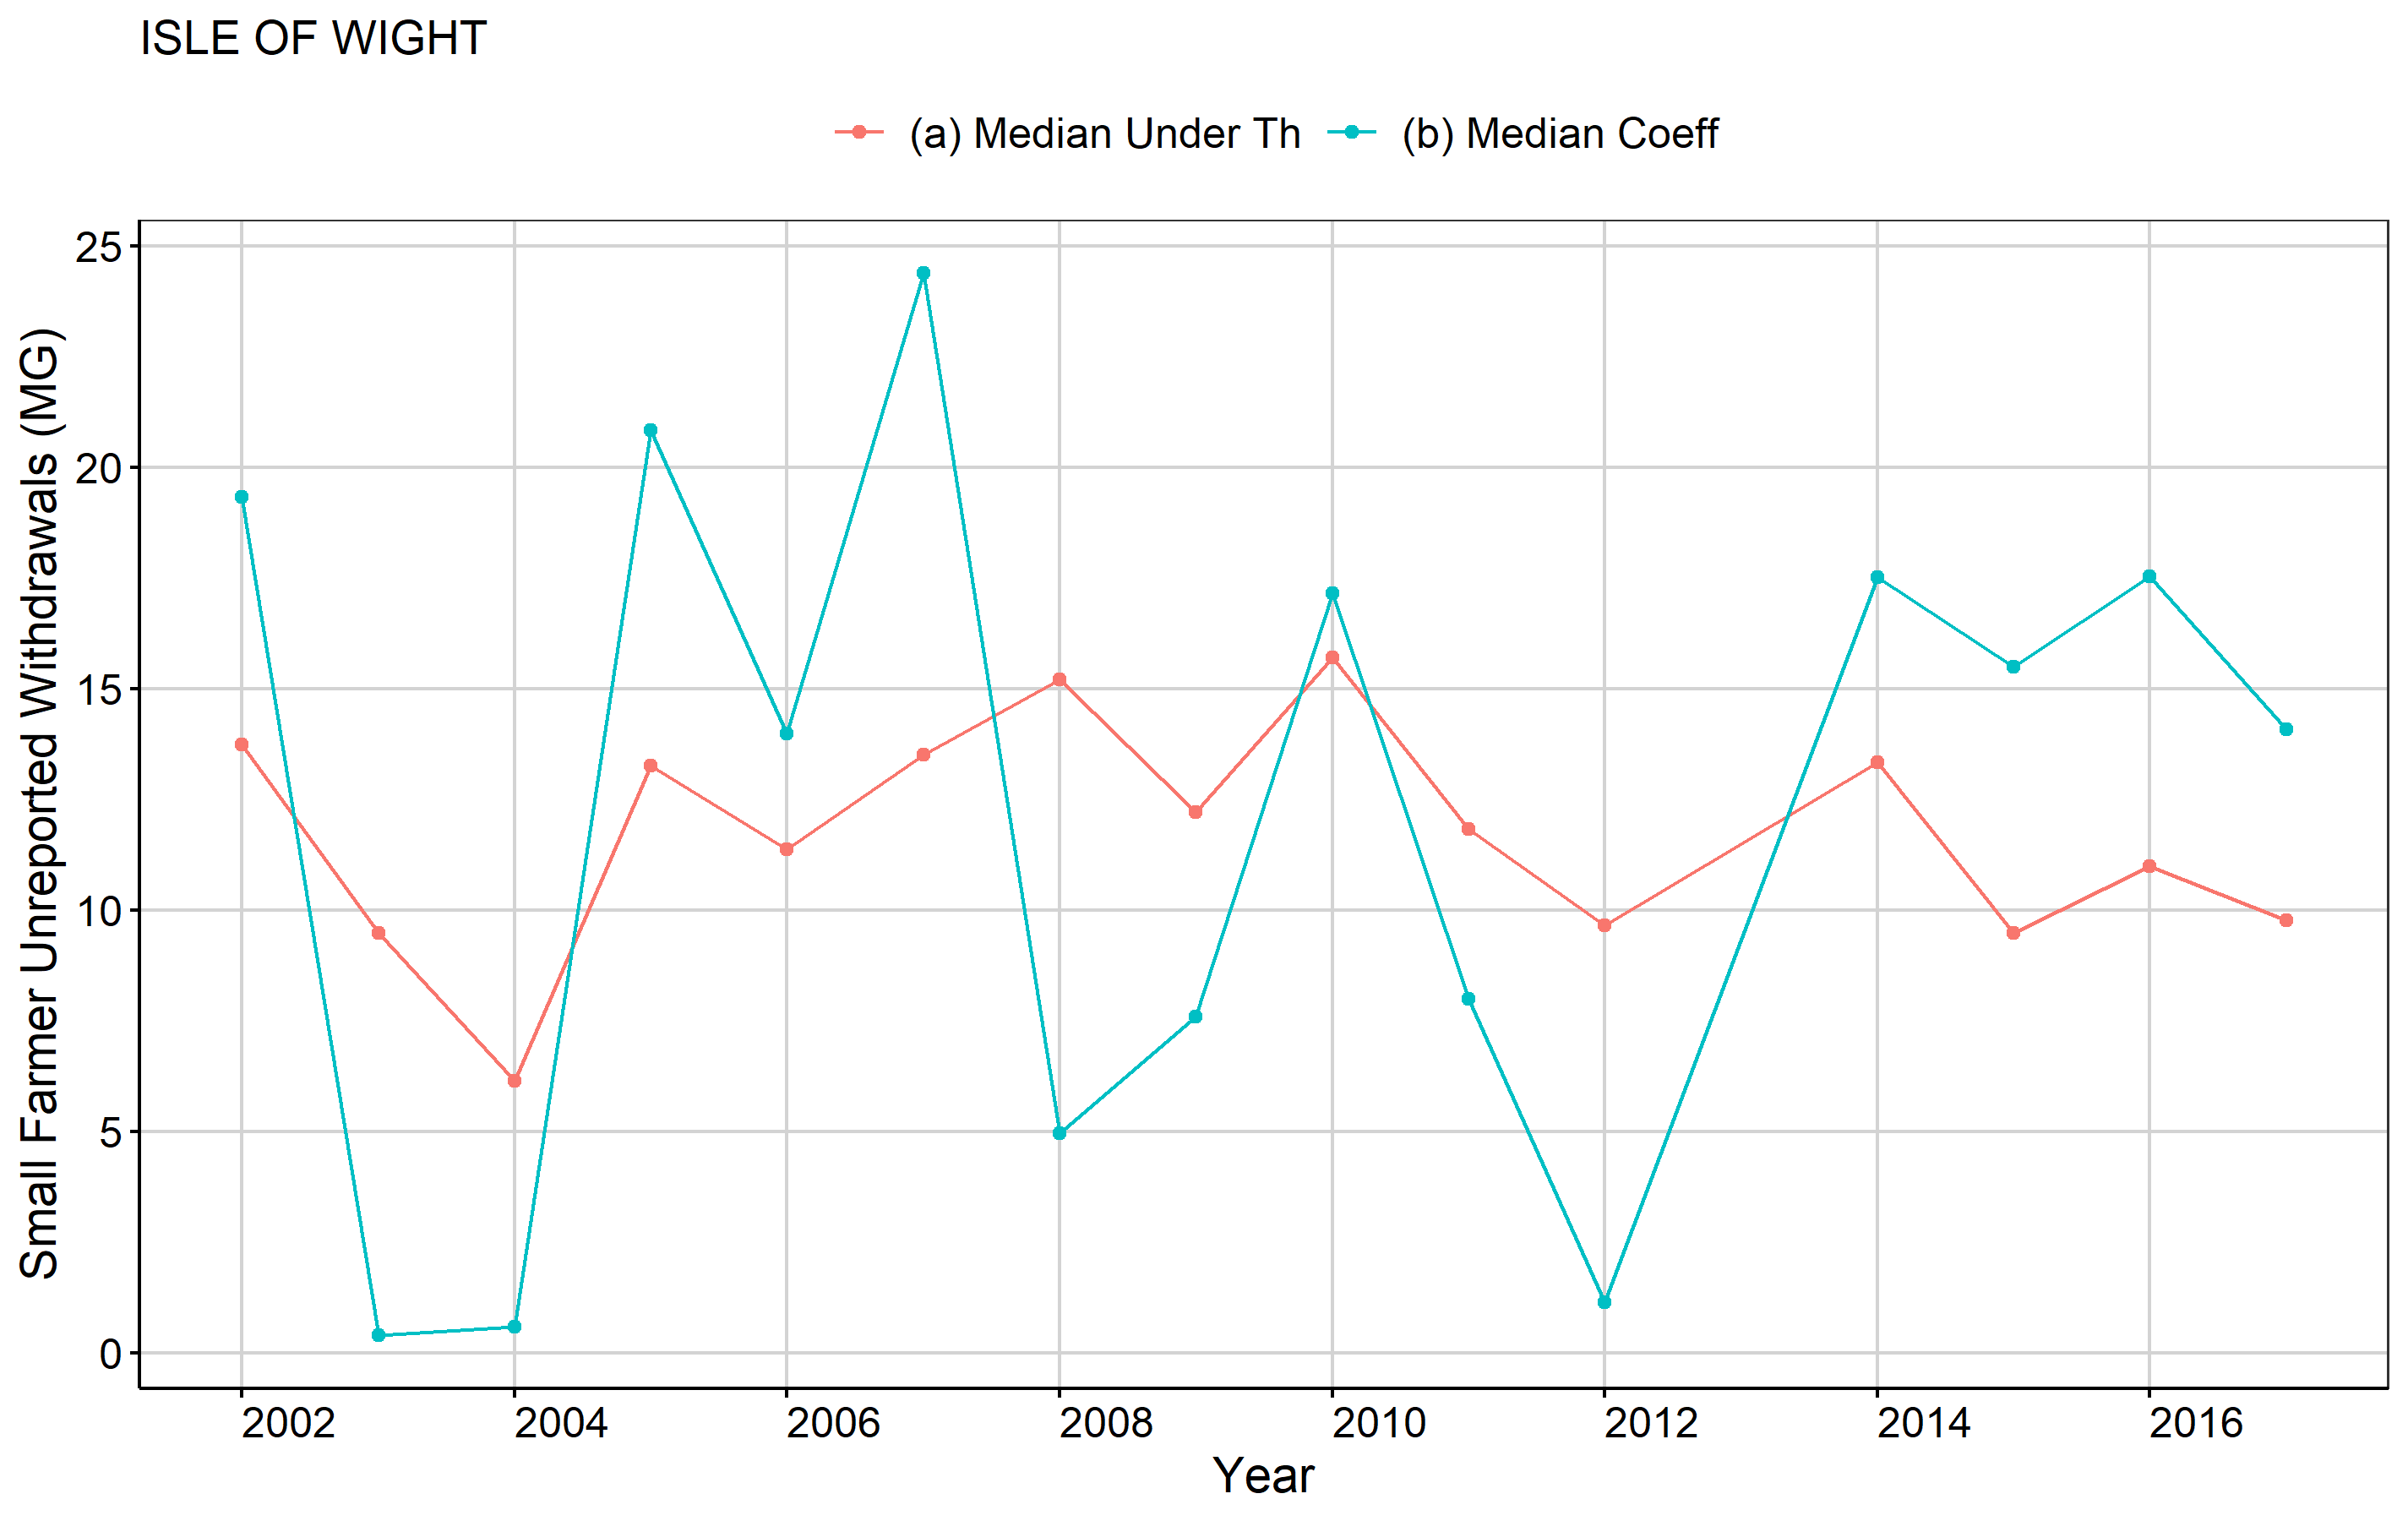 ISLE OF WIGHT
(a) Median Under Th (b) Median Coeff
Small Farmer Unreported Withdrawals (MG)
25
20
15
10
5
0
2002 2004 2006 2008 2010 2012 2014 2016
Year